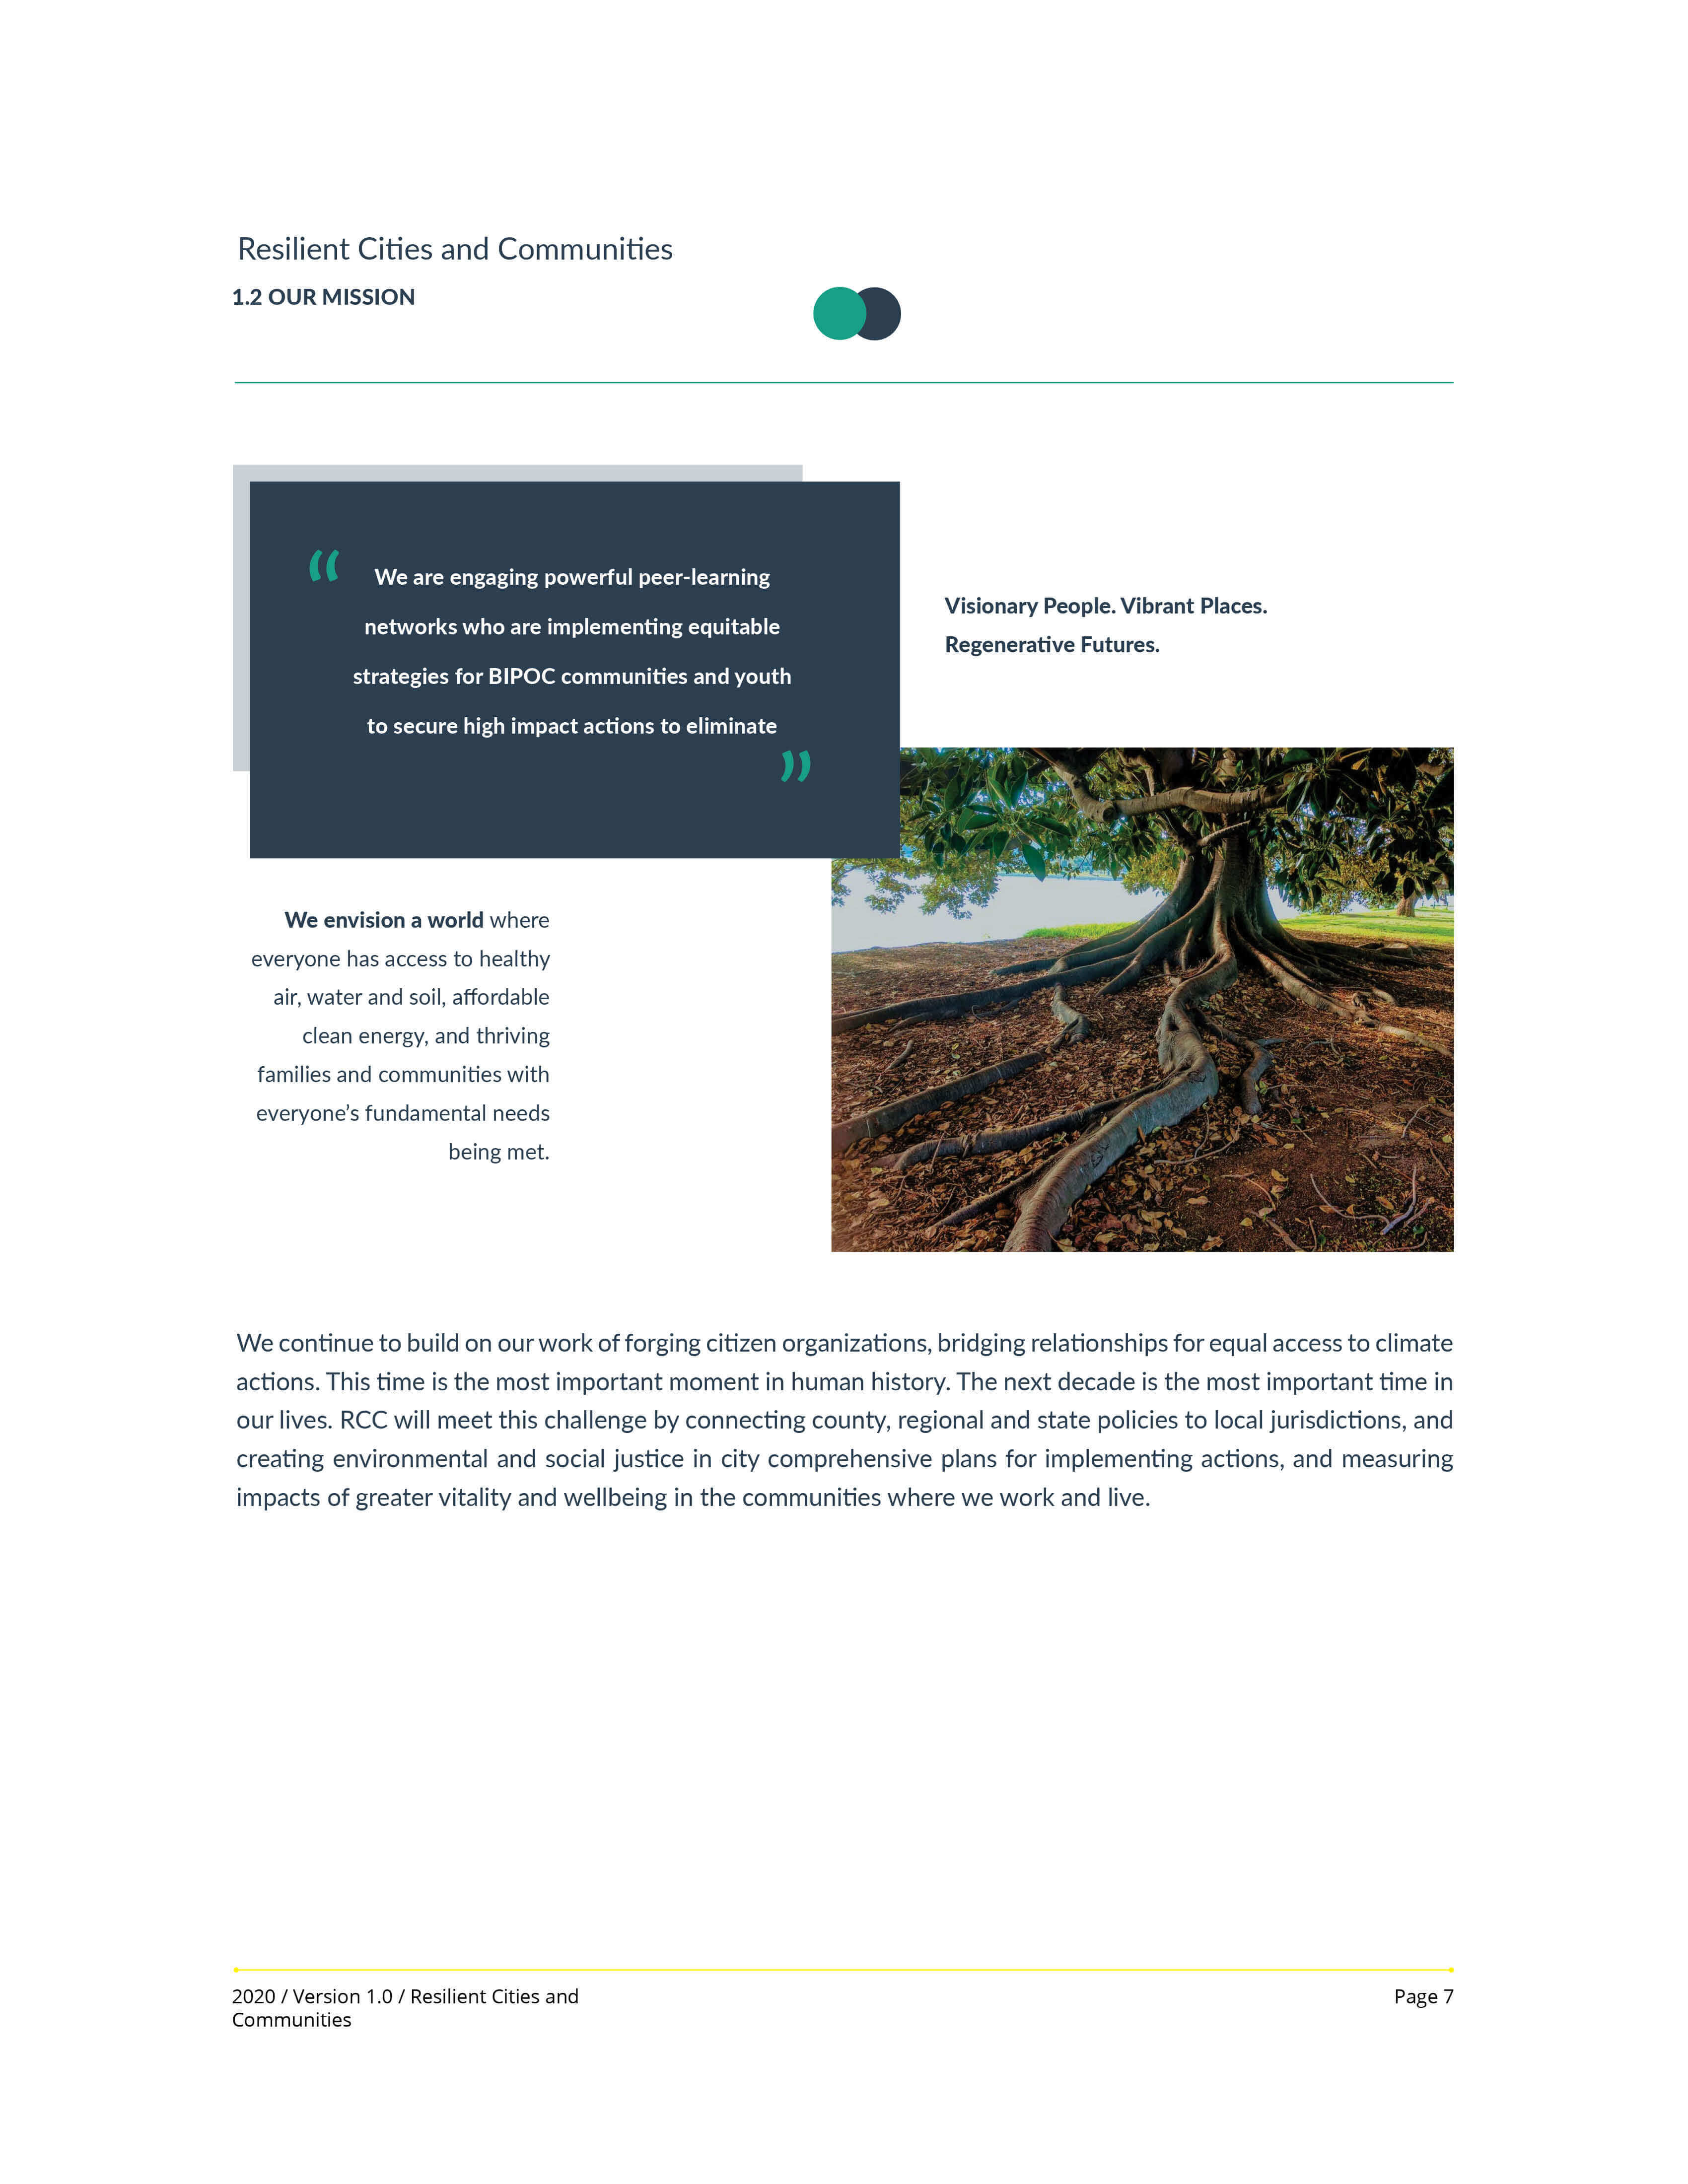 Resilient Cities and Communities
1.2 OUR MISSION
“ We are engaging powerful peer-learning
networks who are implementing equitable
strategies for BIPOC communities and youth
to secure high impact actions to eliminate
”
Visionary People. Vibrant Places.
Regenerative Futures.
We envision a world where
everyone has access to healthy
air, water and soil, affordable
clean energy, and thriving
families and communities with
everyone’s fundamental needs
being met.
We continue to build on our work of forging citizen organizations, bridging relationships for equal access to climate
actions. This time is the most important moment in human history. The next decade is the most important time in
our lives. RCC will meet this challenge by connecting county, regional and state policies to local jurisdictions, and
creating environmental and social justice in city comprehensive plans for implementing actions, and measuring
impacts of greater vitality and wellbeing in the communities where we work and live.
2020 / Version 1.0 / Resilient Cities and
Communities
Page 7